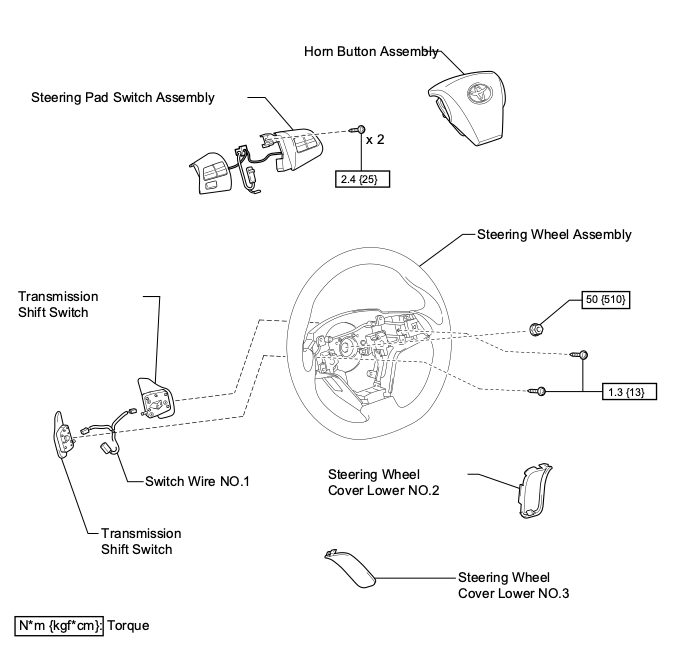 Horn Button Assembly
Steering Pad Switch Assembly
x 2
2.4 {25}
Steering Wheel Assembly
Transmission
Shift Switch
50 {510}
1.3 {13}
Steering Wheel
Cover Lower NO.2
Switch Wire NO.1
Transmission
Shift Switch
Steering Wheel
Cover Lower NO.3
N*m {kgf*cm}: Torque